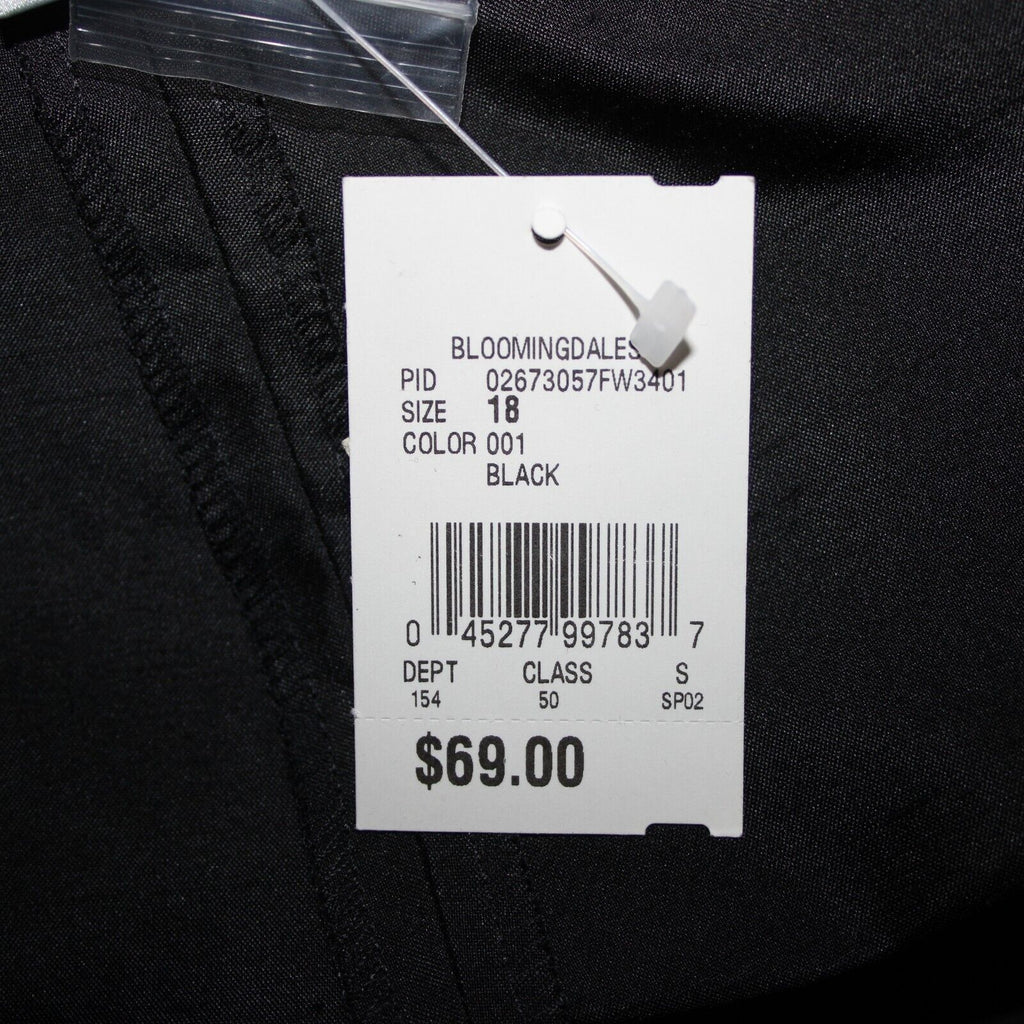 BLOOMINGDALES
PID 02673057FW3401
SIZE 18
COLOR 001
BLACK
0 45277 99783 7
DEPT CLASS S
154 50 SP02
$69.00